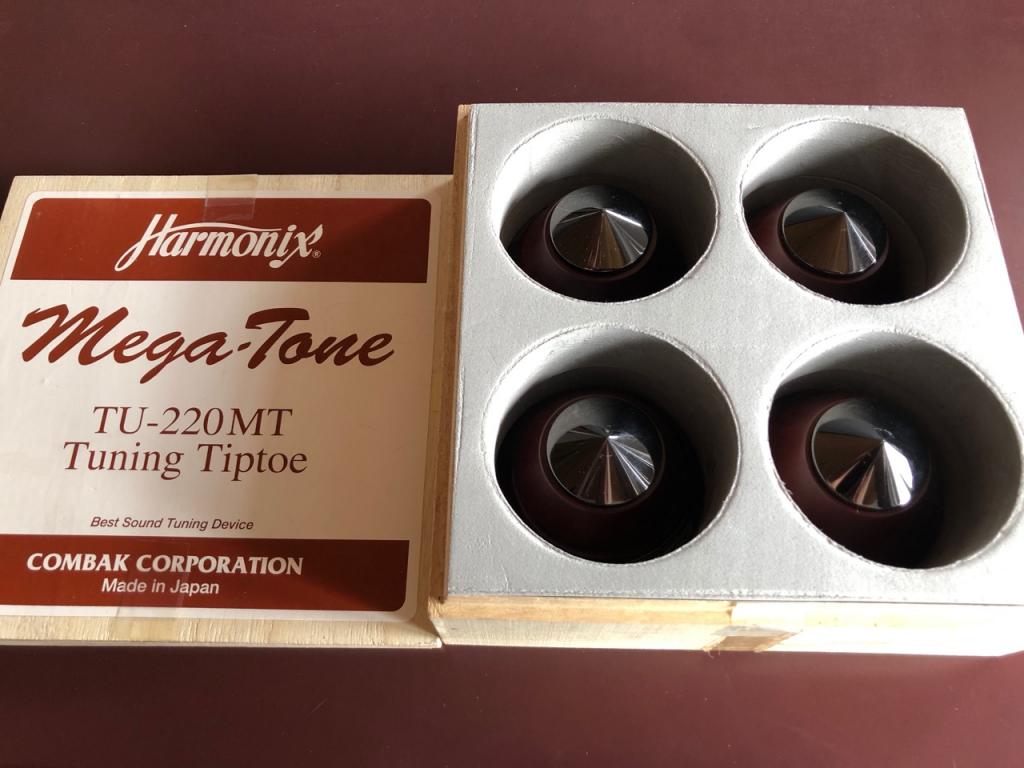 Harmonix®
Mega-Tone
TU-220MT
Tuning Tiptoe
Best Sound Tuning Device
COMBAK CORPORATION
Made in Japan